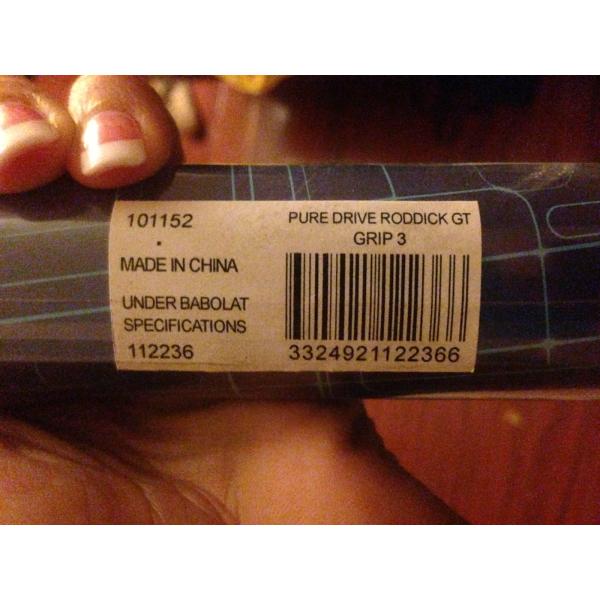 101152
MADE IN CHINA
UNDER BABOLAT
SPECIFICATIONS
112236
PURE DRIVE RODDICK GT
GRIP 3
3324921122366